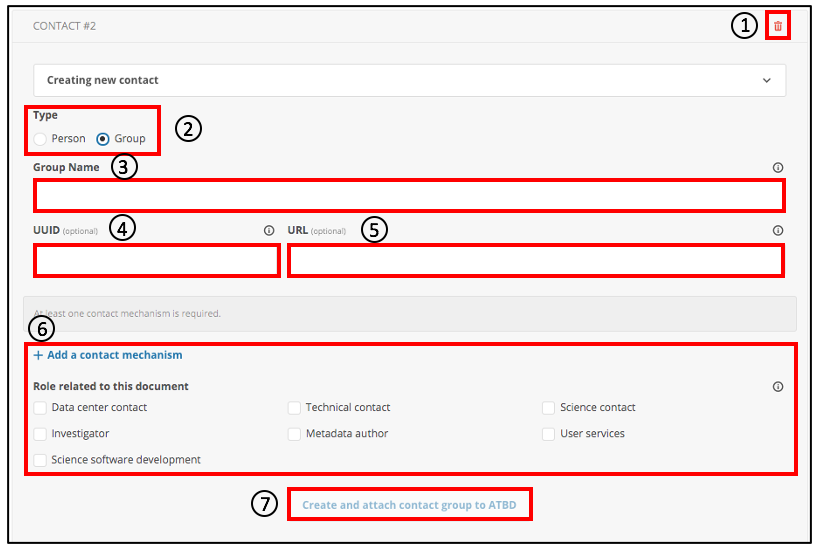 CONTACT #2 ①
Creating new contact
Type
Person Group ②
Group Name ③
UUID (optional) ④ URL (optional) ⑤
At least one contact mechanism is required.
⑥
+ Add a contact mechanism
Role related to this document
Data center contact Technical contact Science contact
Investigator Metadata author User services
Science software development
⑦ Create and attach contact group to ATBD